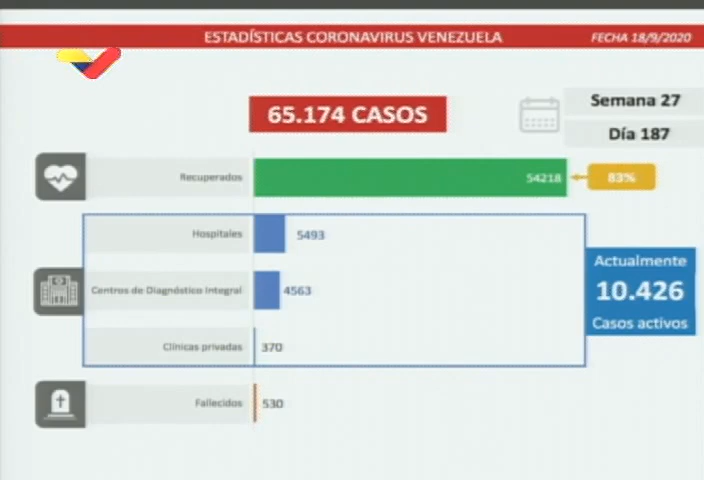 ESTADÍSTICAS CORONAVIRUS VENEZUELA
FECHA 18/9/2020
65.174 CASOS
Semana 27
Día 187
Recuperados
54218
83%
Hospitales
5493
Centros de Diagnóstico Integral
4563
Clínicas privadas
370
Actualmente
10.426
Casos activos
Fallecidos
530